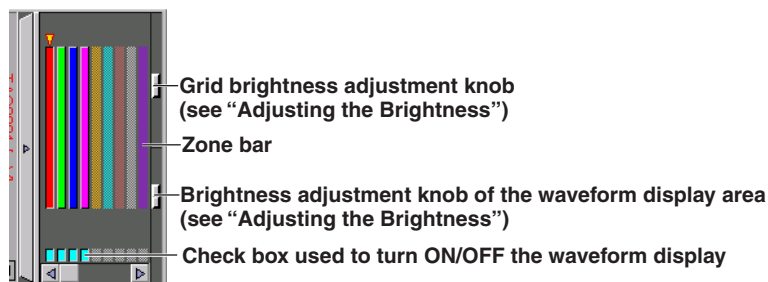 Grid brightness adjustment knob
(see “Adjusting the Brightness”)
Zone bar
Brightness adjustment knob of the waveform display area
(see “Adjusting the Brightness”)
Check box used to turn ON/OFF the waveform display